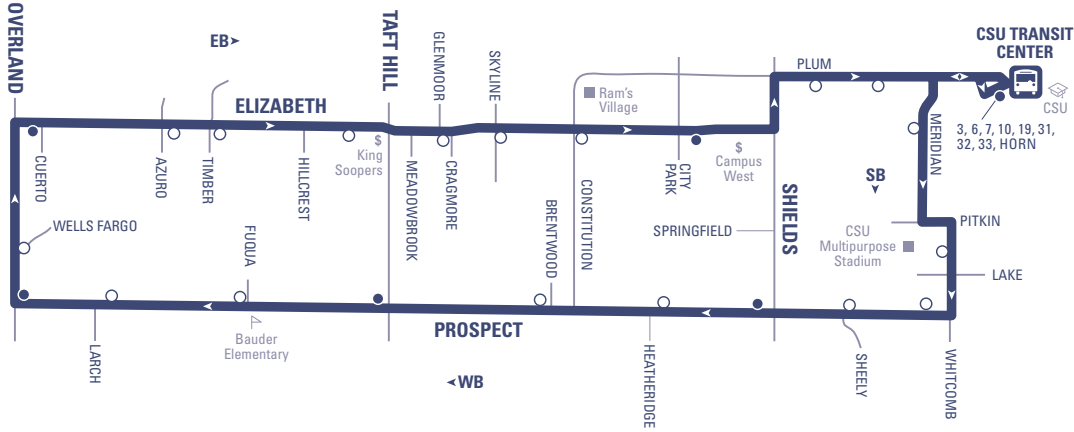 OVERLAND
EB
TAFT HILL
GLENMOOR
SKYLINE
CSU TRANSIT
CENTER
PLUM
CSU
3, 6, 7, 10, 19, 31,
32, 33, HORN
ELIZABETH
Ram's
Village
MERIDIAN
CUERTO
AZURO
TIMBER
HILLCREST
$
King
Soopers
MEADOWBROOK
CRAGMORE
CONSTITUTION
CITY
PARK
$
Campus
West
SHIELDS
SB
WELLS FARGO
FUQUA
BRENTWOOD
SPRINGFIELD
CSU
Multipurpose
Stadium
PITKIN
LAKE
PROSPECT
LARCH
Bauder
Elementary
WB
HEATHERIDGE
SHEELY
WHITCOMB